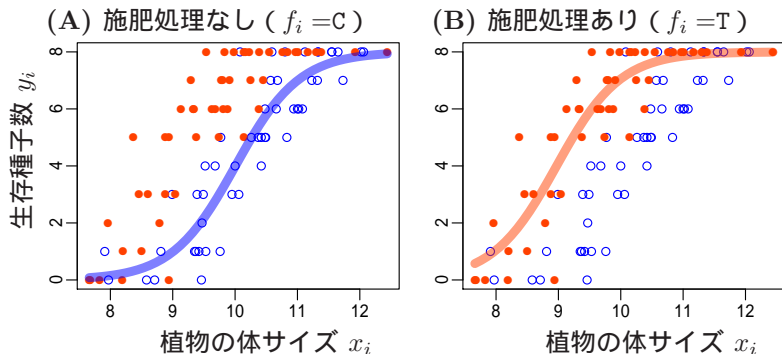 (A) 施肥処理なし ( f_i =C)
(B) 施肥処理あり ( f_i =T)
生存種子数 y_i
0 2 4 6 8
8 9 10 11 12
植物の体サイズ x_i
0 2 4 6 8
8 9 10 11 12
植物の体サイズ x_i